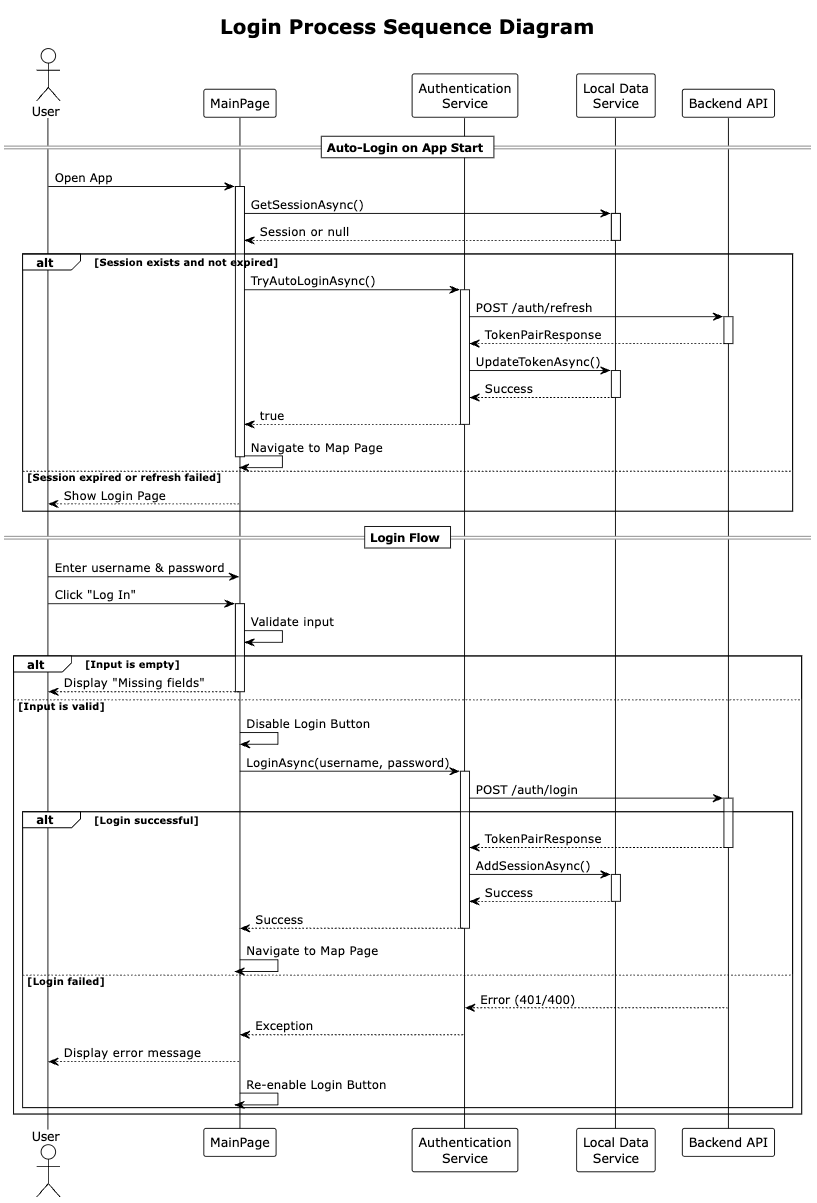 Login Process Sequence Diagram
User
MainPage
Authentication
Service
Local Data
Service
Backend API
Auto-Login on App Start
Open App
GetSessionAsync()
Session or null
alt
[Session exists and not expired]
TryAutoLoginAsync()
POST /auth/refresh
TokenPairResponse
UpdateTokenAsync()
Success
true
Navigate to Map Page
[Session expired or refresh failed]
Show Login Page
Login Flow
Enter username & password
Click "Log In"
Validate input
alt
[Input is empty]
Display "Missing fields"
[Input is valid]
Disable Login Button
LoginAsync(username, password)
POST /auth/login
alt
[Login successful]
TokenPairResponse
AddSessionAsync()
Success
Success
Navigate to Map Page
[Login failed]
Error (401/400)
Exception
Display error message
Re-enable Login Button
User
MainPage
Authentication
Service
Local Data
Service
Backend API